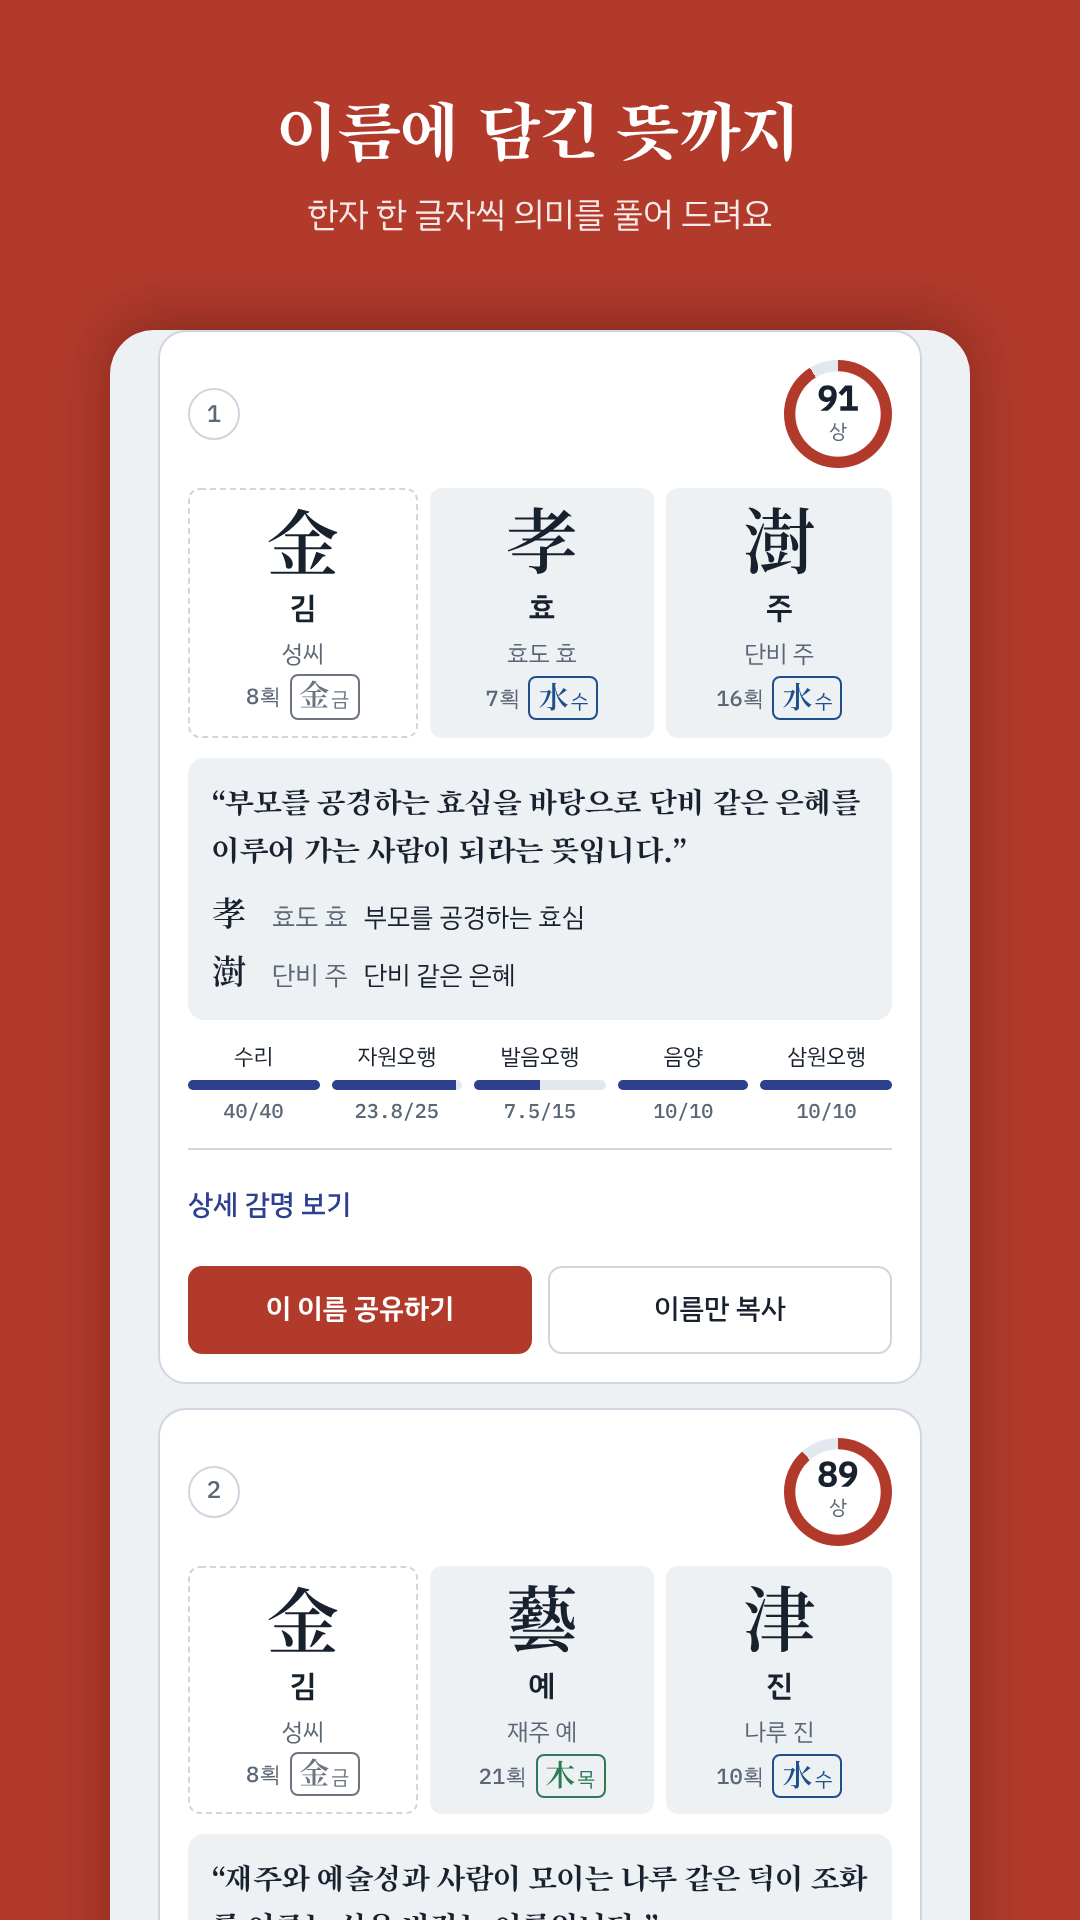 이름에 담긴 뜻까지
한자 한 글자씩 의미를 풀어 드려요
1
91
상
金 孝 澍
김 효 주
성씨 효도 효 단비 주
8획 金금 7획 水수 16획 水수
“부모를 공경하는 효심을 바탕으로 단비 같은 은혜를
이루어 가는 사람이 되라는 뜻입니다.”
孝 효도 효 부모를 공경하는 효심
澍 단비 주 단비 같은 은혜
수리 자원오행 발음오행 음양 삼원오행
40/40 23.8/25 7.5/15 10/10 10/10
상세 감명 보기
이 이름 공유하기 이름만 복사
2
89
상
金 藝 津
김 예 진
성씨 재주 예 나루 진
8획 金금 21획 木목 10획 水수
“재주와 예술성과 사람이 모이는 나루 같은 덕이 조화